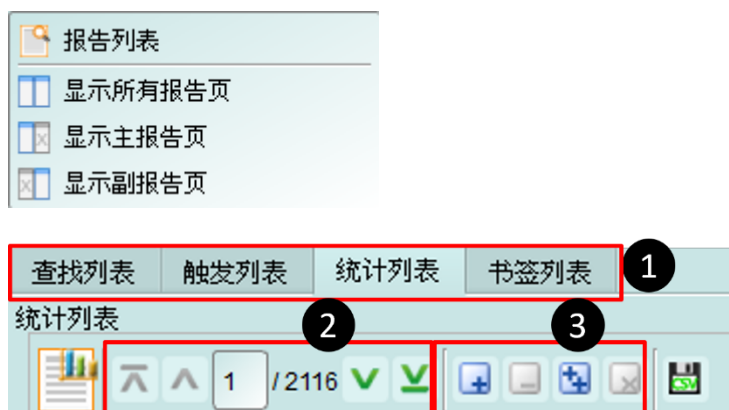 报告列表
显示所有报告页
显示主报告页
显示副报告页
查找列表 触发列表 统计列表 书签列表 1
统计列表 2 3
1 / 2116 CSV